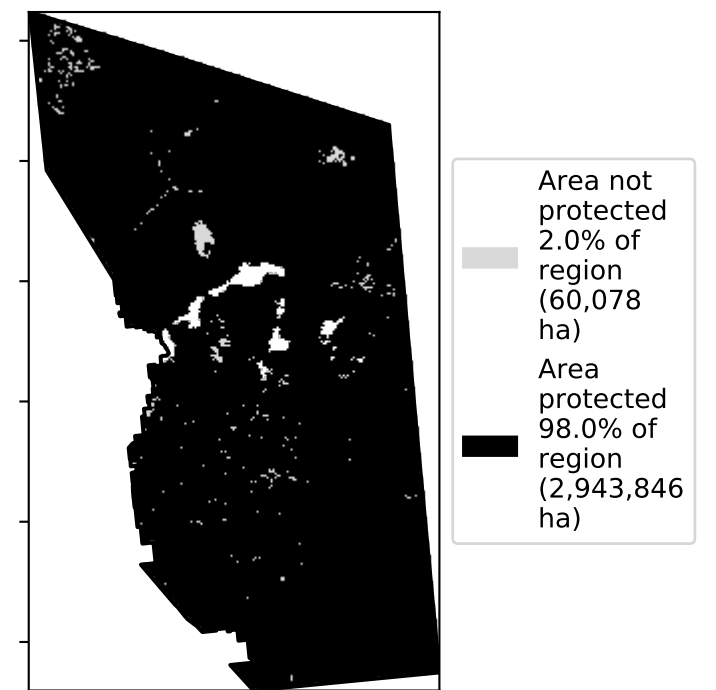 Area not
protected
2.0% of
region
(60,078
ha)
Area
protected
98.0% of
region
(2,943,846
ha)